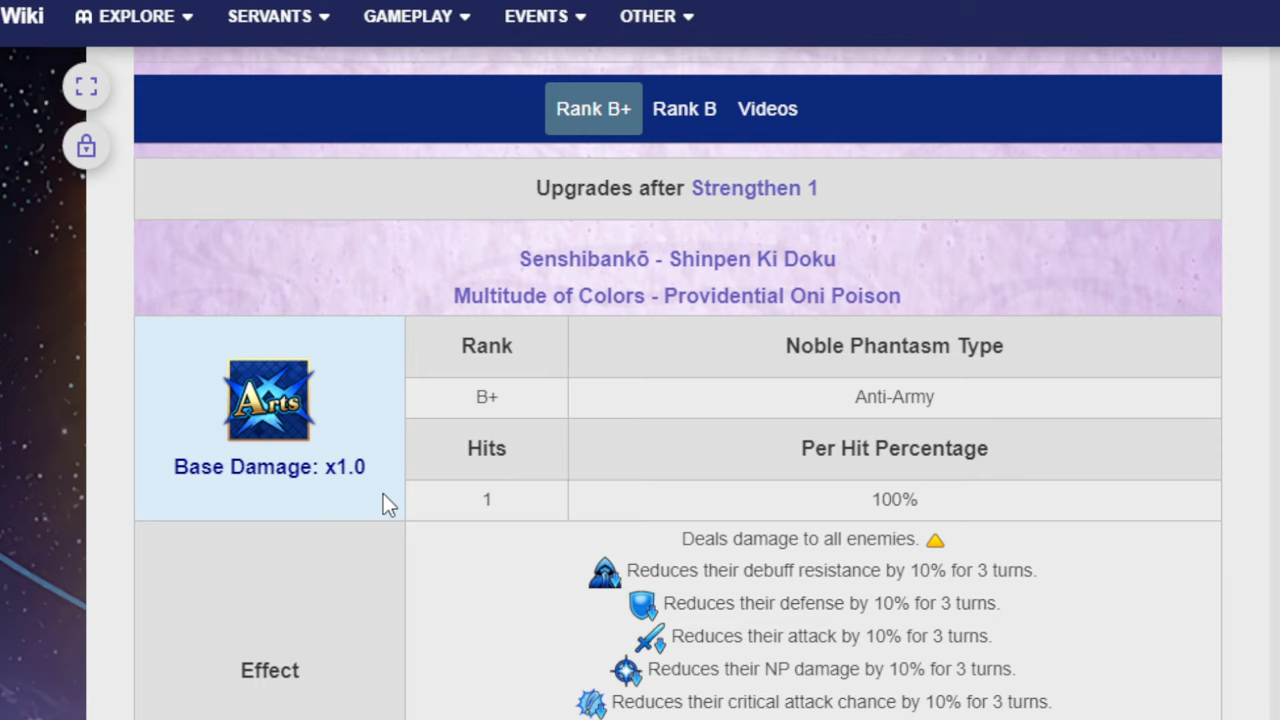 Wiki EXPLORE SERVANTS GAMEPLAY EVENTS OTHER
Rank B+ Rank B Videos
Upgrades after Strengthen 1
Senshibankō - Shinpen Ki Doku
Multitude of Colors - Providential Oni Poison
Arts
Base Damage: x1.0
Rank Noble Phantasm Type
B+ Anti-Army
Hits Per Hit Percentage
1 100%
Effect
Deals damage to all enemies.
Reduces their debuff resistance by 10% for 3 turns.
Reduces their defense by 10% for 3 turns.
Reduces their attack by 10% for 3 turns.
Reduces their NP damage by 10% for 3 turns.
Reduces their critical attack chance by 10% for 3 turns.